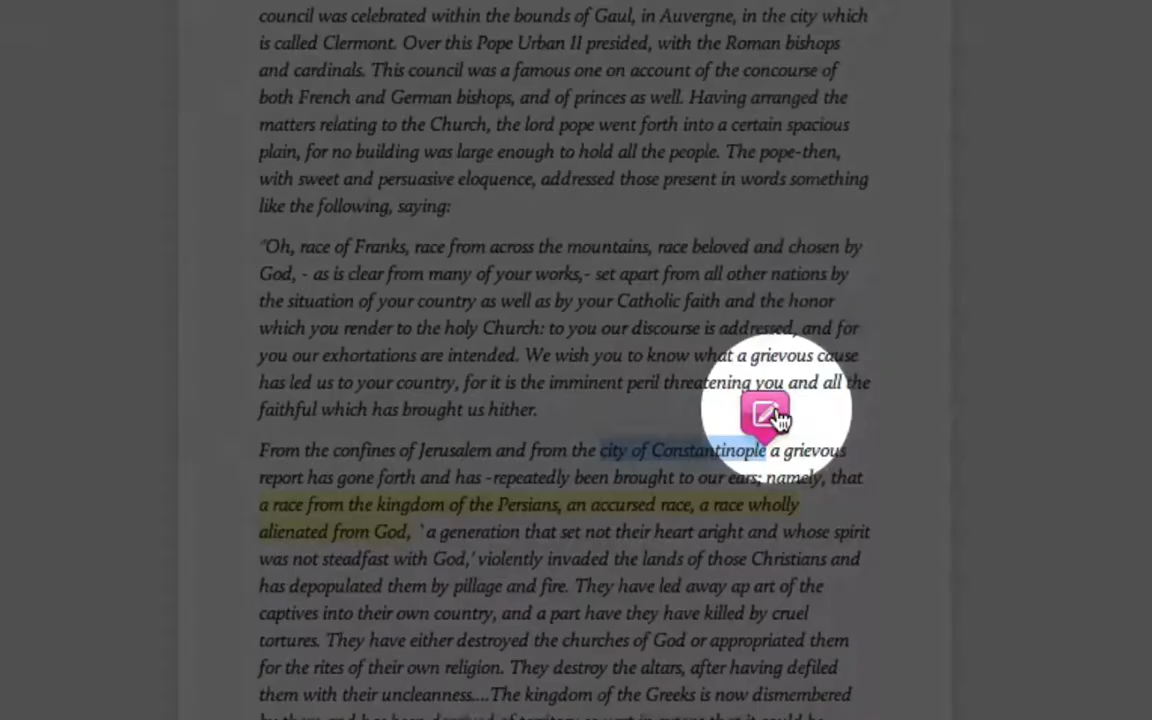 council was celebrated within the bounds of Gaul, in Auvergne, in the city which
is called Clermont. Over this Pope Urban II presided, with the Roman bishops
and cardinals. This council was a famous one on account of the concourse of
both French and German bishops, and of princes as well. Having arranged the
matters relating to the Church, the lord pope went forth into a certain spacious
plain, for no building was large enough to hold all the people. The pope-then,
with sweet and persuasive eloquence, addressed those present in words something
like the following, saying:
"Oh, race of Franks, race from across the mountains, race beloved and chosen by
God, - as is clear from many of your works,- set apart from all other nations by
the situation of your country as well as by your Catholic faith and the honor
which you render to the holy Church: to you our discourse is addressed, and for
you our exhortations are intended. We wish you to know what a grievous cause
has led us to your country, for it is the imminent peril threatening you and all the
faithful which has brought us hither.
From the confines of Jerusalem and from the city of Constantinople a grievous
report has gone forth and has -repeatedly been brought to our ears; namely, that
a race from the kingdom of the Persians, an accursed race, a race wholly
alienated from God, `a generation that set not their heart aright and whose spirit
was not steadfast with God,' violently invaded the lands of those Christians and
has depopulated them by pillage and fire. They have led away ap art of the
captives into their own country, and a part have they have killed by cruel
tortures. They have either destroyed the churches of God or appropriated them
for the rites of their own religion. They destroy the altars, after having defiled
them with their uncleanness....The kingdom of the Greeks is now dismembered